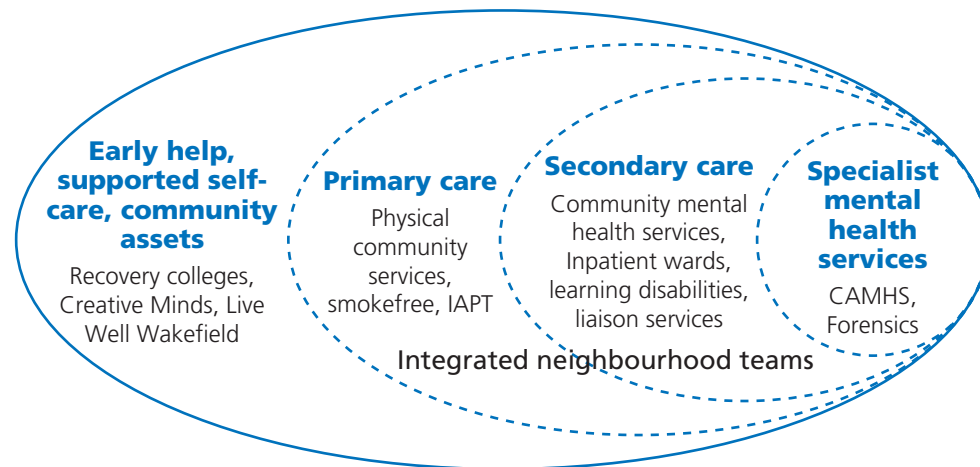 Early help,
supported self-
care, community
assets
Recovery colleges,
Creative Minds, Live
Well Wakefield
Primary care
Physical
community
services,
smokefree, IAPT
Secondary care
Community mental
health services,
Inpatient wards,
learning disabilities,
liaison services
Specialist
mental
health
services
CAMHS,
Forensics
Integrated neighbourhood teams